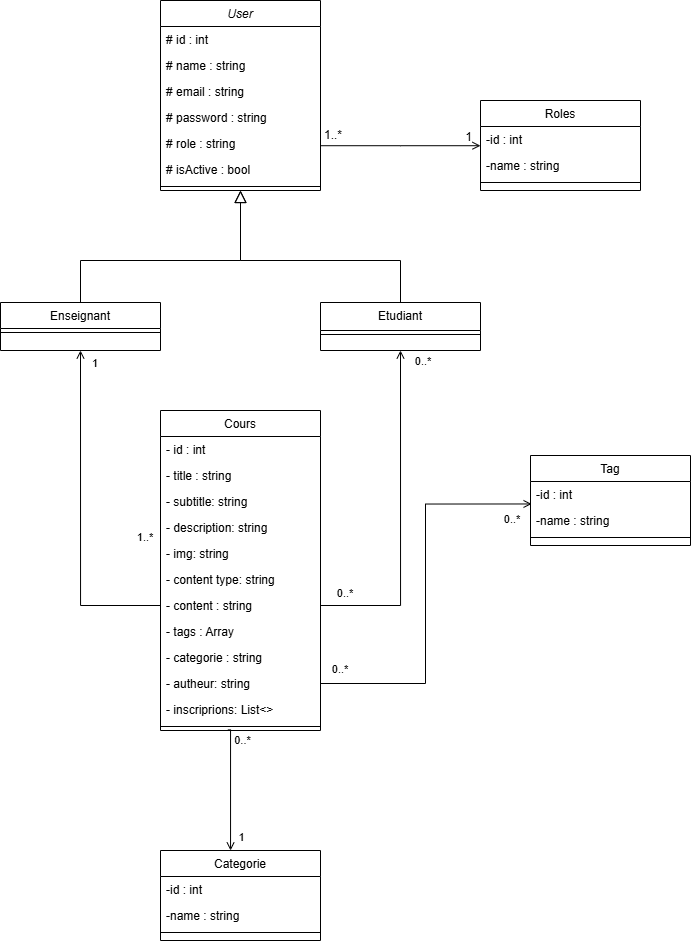 User
# id : int
# name : string
# email : string
# password : string
# role : string
# isActive : bool
1..*
1
Roles
-id : int
-name : string
Enseignant
Etudiant
1
0..*
Cours
- id : int
- title : string
- subtitle: string
- description: string
- img: string
- content type: string
- content : string
- tags : Array
- categorie : string
- autheur: string
- inscriprions: List<>
1..*
0..*
0..*
0..*
Tag
-id : int
-name : string
0..*
1
Categorie
-id : int
-name : string